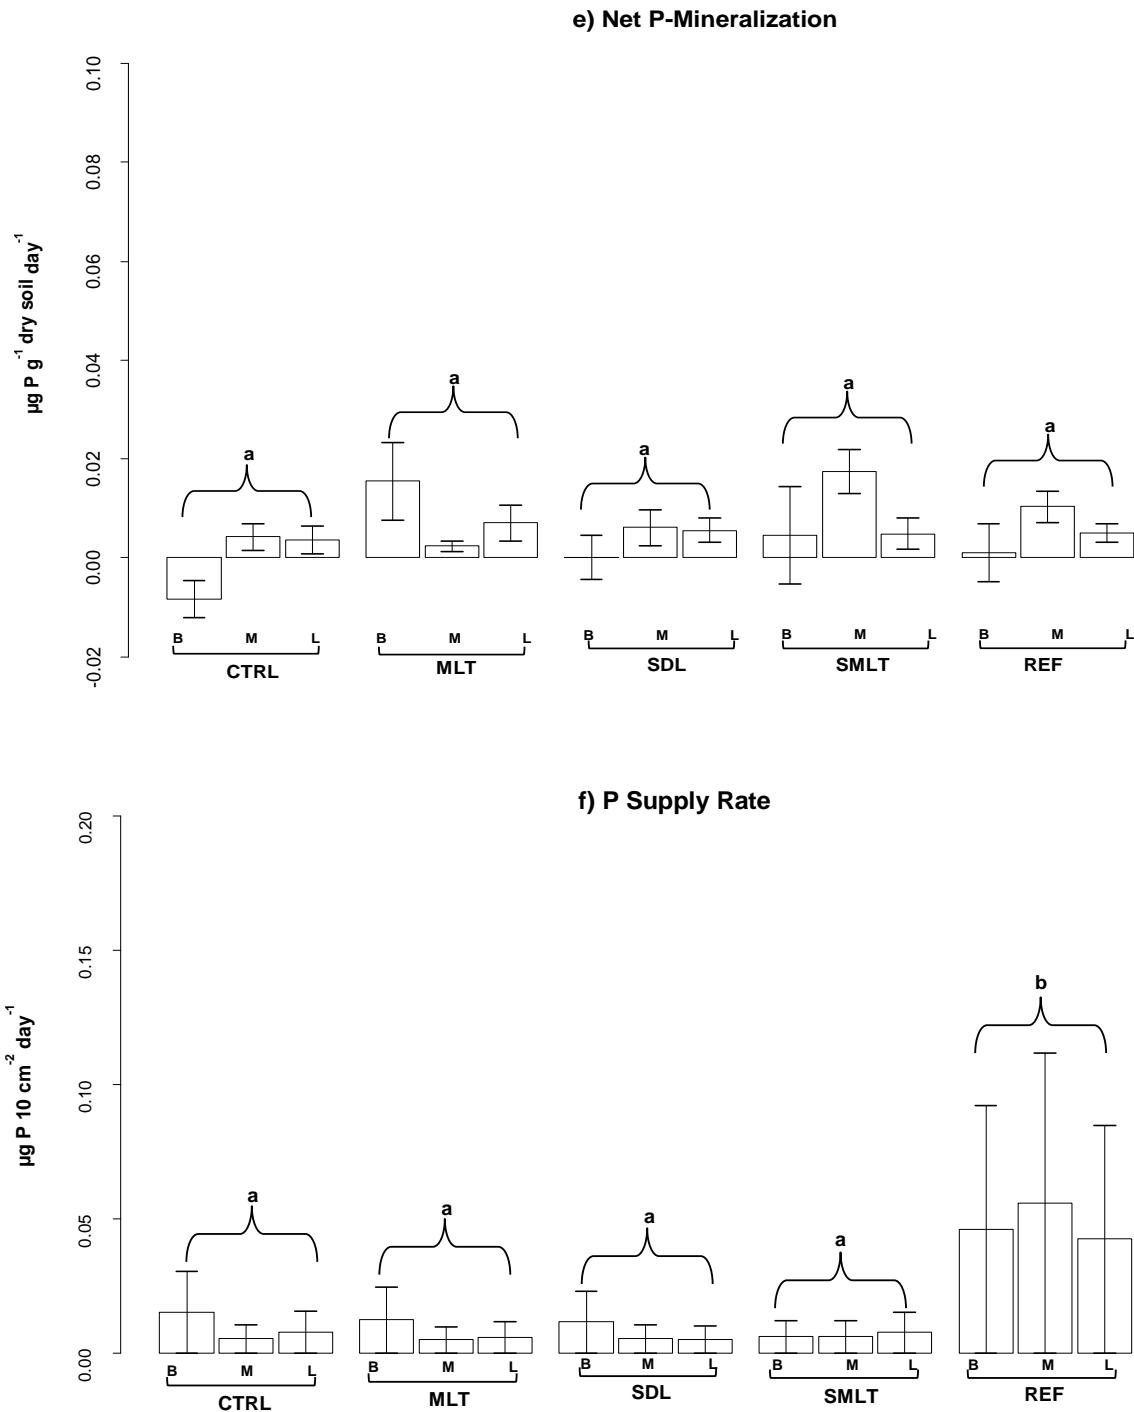 e) Net P-Mineralization
0.10
0.08
0.06
0.04
0.02
0.00
-0.02
µg P g-1 dry soil day-1
a a a a a
B M L B M L B M L B M L B M L
CTRL MLT SDL SMLT REF
f) P Supply Rate
0.20
0.15
0.10
0.05
0.00
µg P 10 cm-2 day-1
a a a a b
B M L B M L B M L B M L B M L
CTRL MLT SDL SMLT REF